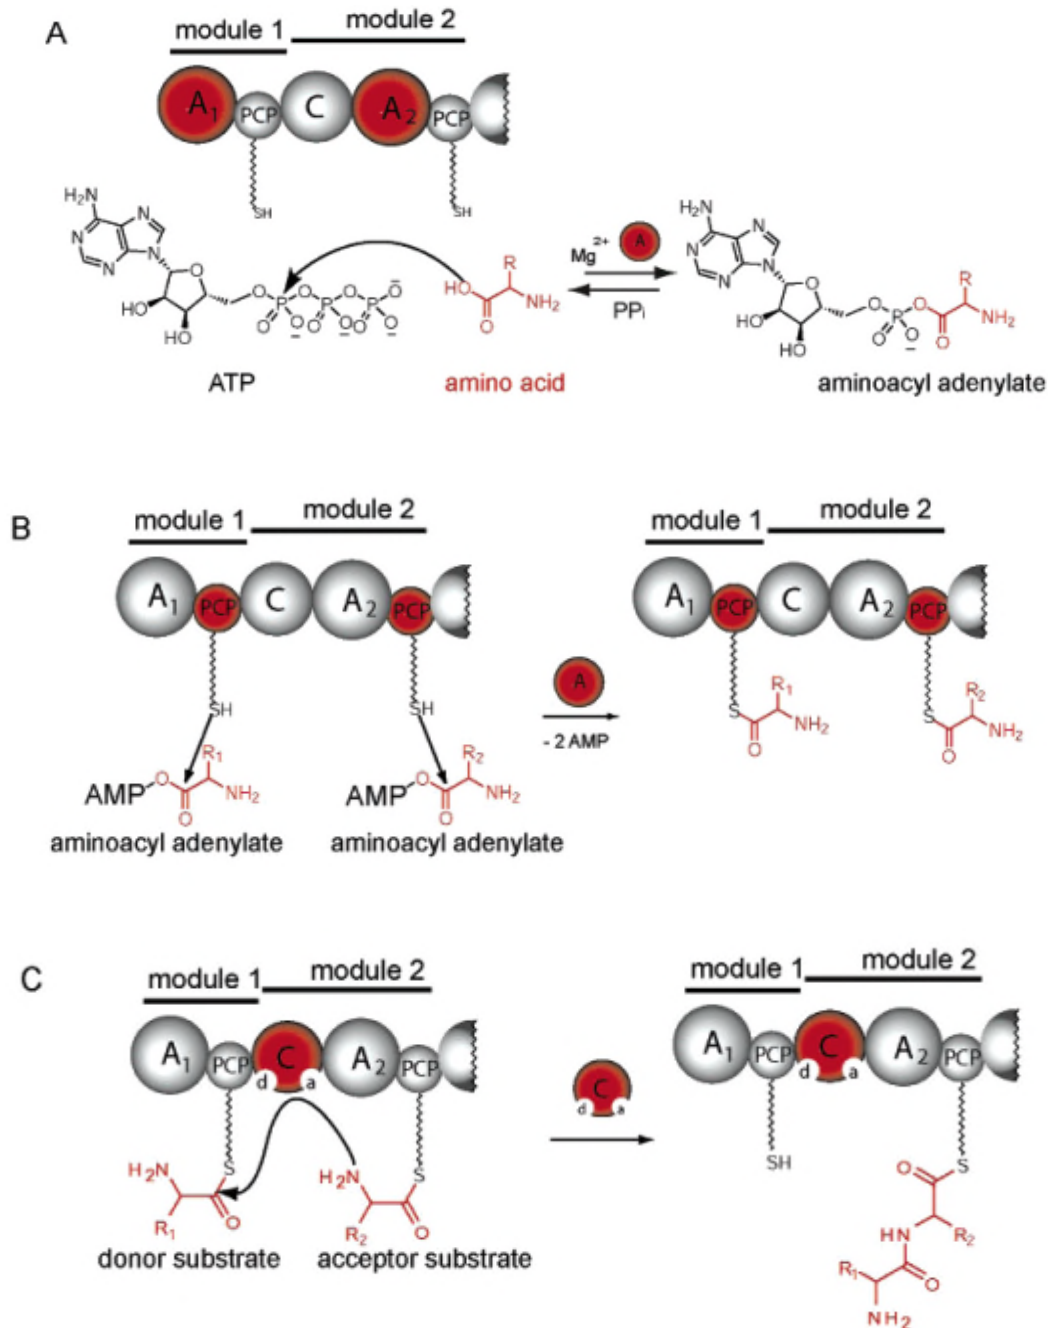 A
module 1 module 2
A1 PCP C A2 PCP
SH SH
H2N
N N
N N
O
HO
HO
O P O P O P O
O O O O
ATP
HO R
O NH2
amino acid
Mg2+ A
PPi
H2N
N N
N N
O
HO
HO
O P O R
O O O NH2
aminoacyl adenylate
B
module 1 module 2
A1 PCP C A2 PCP
SH SH
R1 R2
AMP O NH2 AMP O NH2
O O
aminoacyl adenylate aminoacyl adenylate
A
- 2 AMP
module 1 module 2
A1 PCP C A2 PCP
R1 R2
S NH2 S NH2
O O
C
module 1 module 2
A1 PCP C A2 PCP
d a
S S
H2N H2N
R1 O R2 O
donor substrate acceptor substrate
C
d a
module 1 module 2
A1 PCP C A2 PCP
d a
SH O S
HN R2
R1 O
NH2